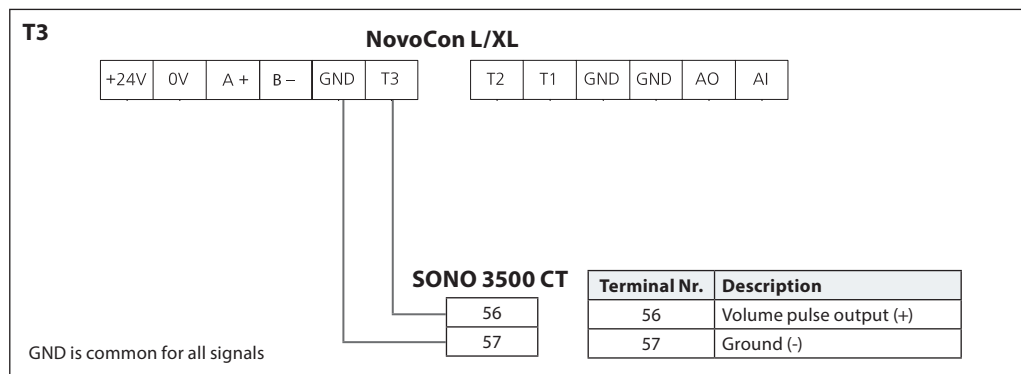 T3
NovoCon L/XL
+24V 0V A + B – GND T3 T2 T1 GND GND AO AI
SONO 3500 CT
56
57
Terminal Nr. Description
56 Volume pulse output (+)
57 Ground (-)
GND is common for all signals